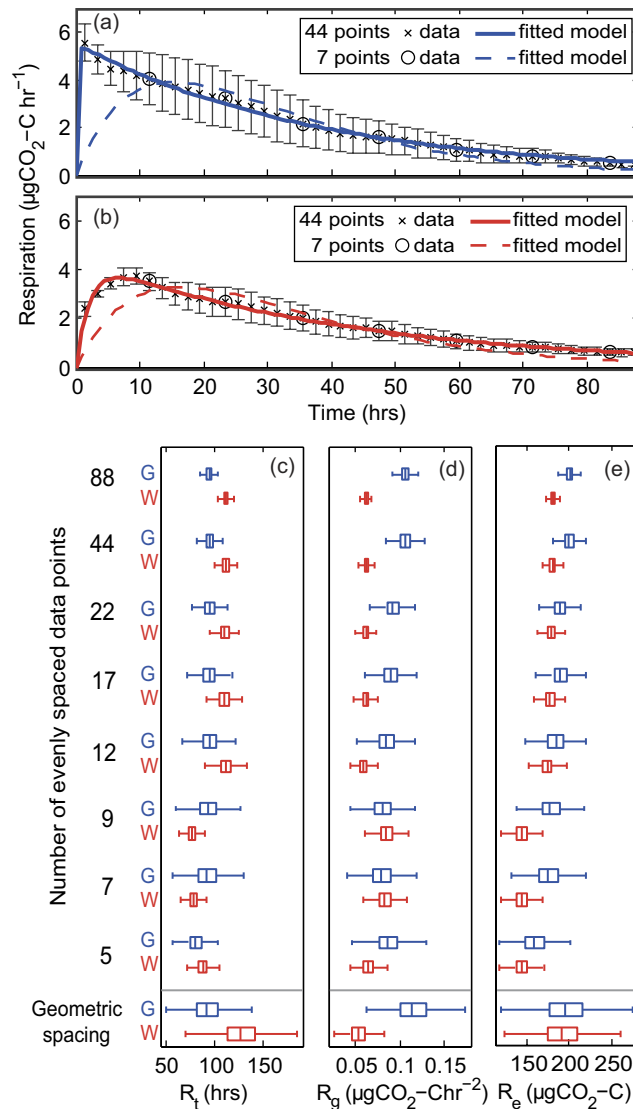 (a)
44 points × data fitted model
7 points data fitted model
6
4
2
0
(b)
44 points × data fitted model
7 points data fitted model
6
4
2
0
Respiration (µgCO2−C hr−1)
0 10 20 30 40 50 60 70 80
Time (hrs)
(c) (d) (e)
Number of evenly spaced data points
88 G
W
44 G
W
22 G
W
17 G
W
12 G
W
9 G
W
7 G
W
5 G
W
Geometric spacing G
W
50 100 150
0.05 0.1 0.15
150 200 250
Rt (hrs)
Rg (µgCO2−Chr−2)
Re (µgCO2−C)